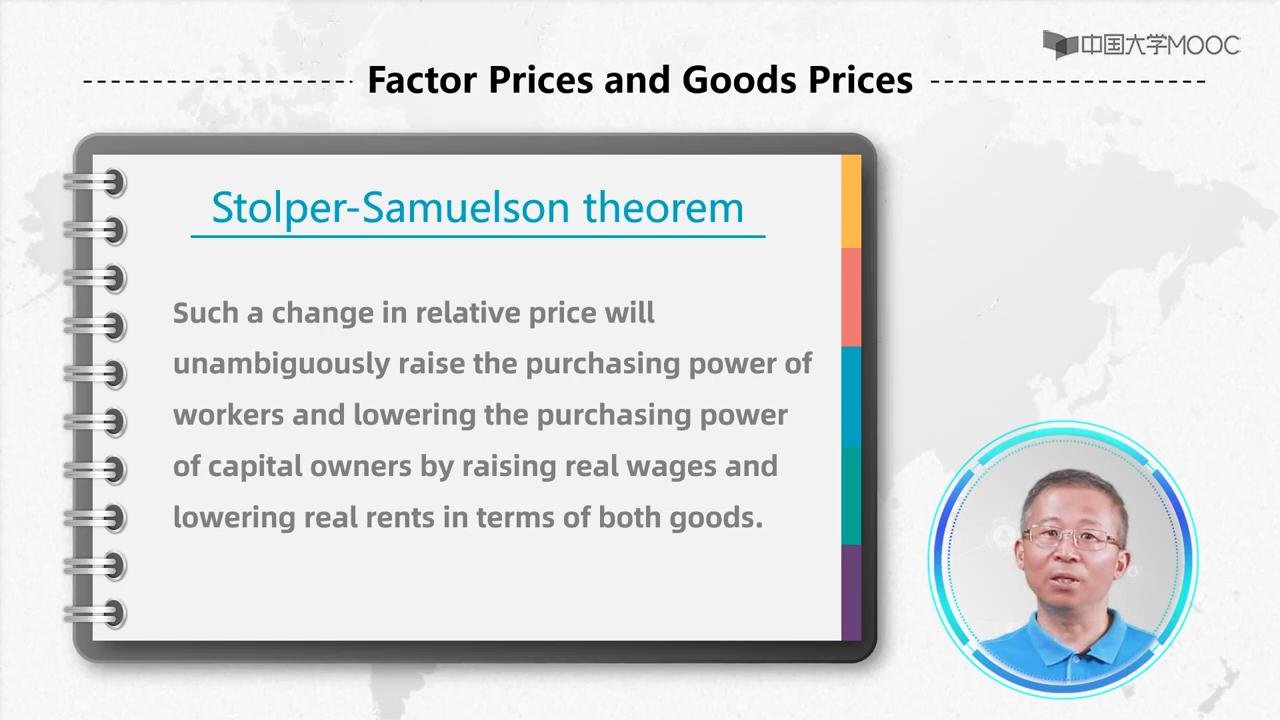 中国大学MOOC
Factor Prices and Goods Prices
Stolper-Samuelson theorem
Such a change in relative price will
unambiguously raise the purchasing power of
workers and lowering the purchasing power
of capital owners by raising real wages and
lowering real rents in terms of both goods.